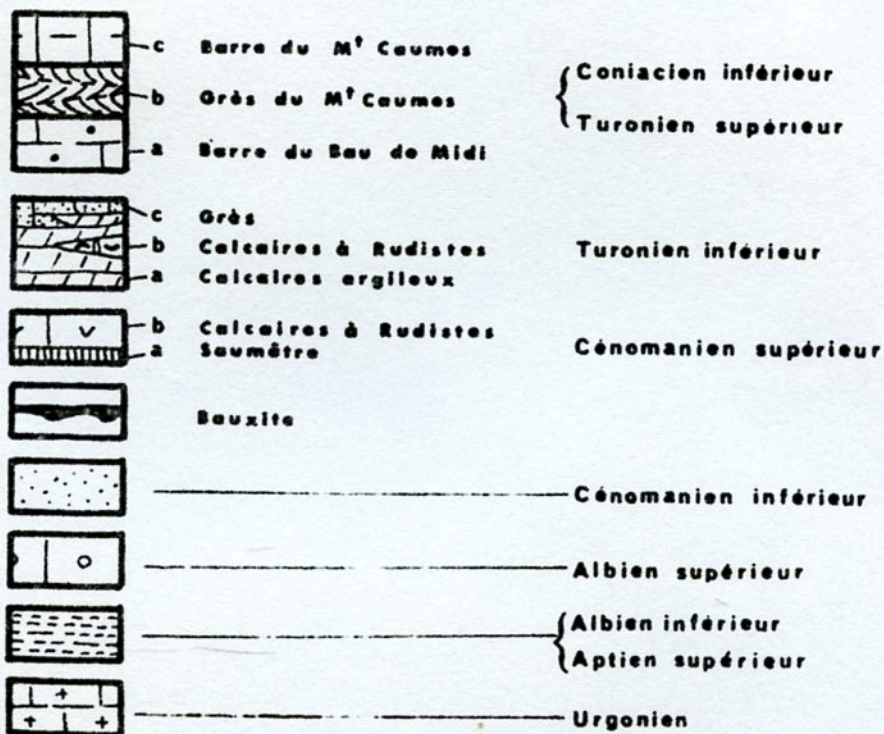 c Barre du Mᵗ Caumes
b Grès du Mᵗ Caumes
Coniacien inférieur
Turonien supérieur
a Barre du Bau de Midi
c Grès
b Calcaires à Rudistes
Turonien inférieur
a Calcaires argileux
b Calcaires à Rudistes
a Saumâtre
Cénomanien supérieur
Bauxite
Cénomanien inférieur
Albien supérieur
Albien inférieur
Aptien supérieur
Urgonien